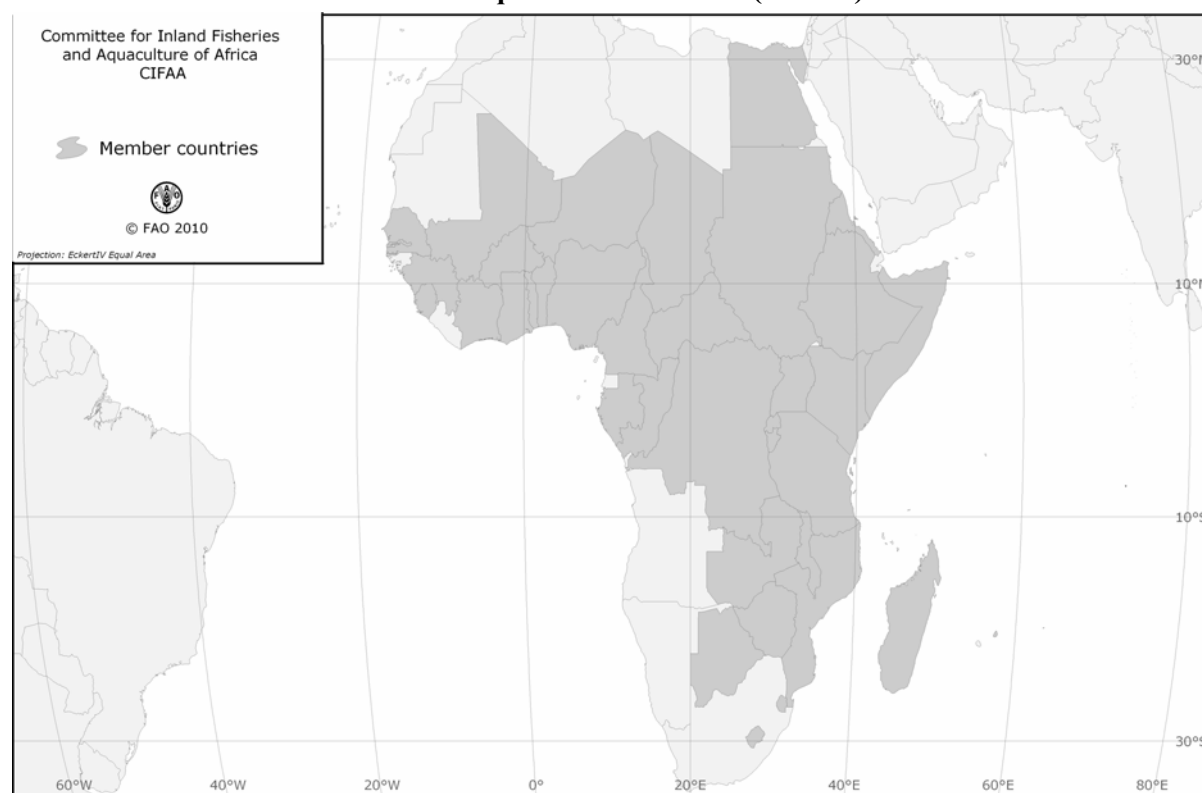 Committee for Inland Fisheries
and Aquaculture of Africa
CIFAA
Member countries
FAO
© FAO 2010
Projection: EckertIV Equal Area
30°N
10°N
10°S
30°S
60°W
40°W
20°W
0°
20°E
40°E
60°E
80°E